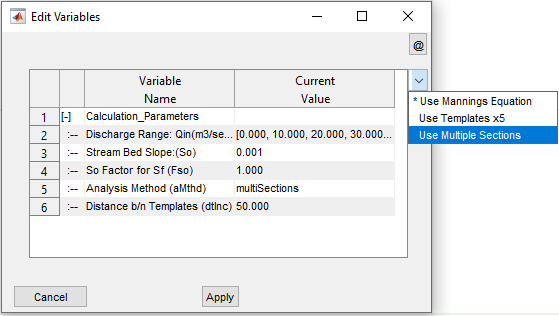 Edit Variables
@
Variable Name Current Value
1 [-] Calculation_Parameters
2 :-- Discharge Range: Qin(m3/se... [0.000, 10.000, 20.000, 30.000...
3 :-- Stream Bed Slope:(So) 0.001
4 :-- So Factor for Sf (Fso) 1.000
5 :-- Analysis Method (aMthd) multiSections
6 :-- Distance b/n Templates (dtInc) 50.000
* Use Mannings Equation
Use Templates x5
Use Multiple Sections
Cancel Apply